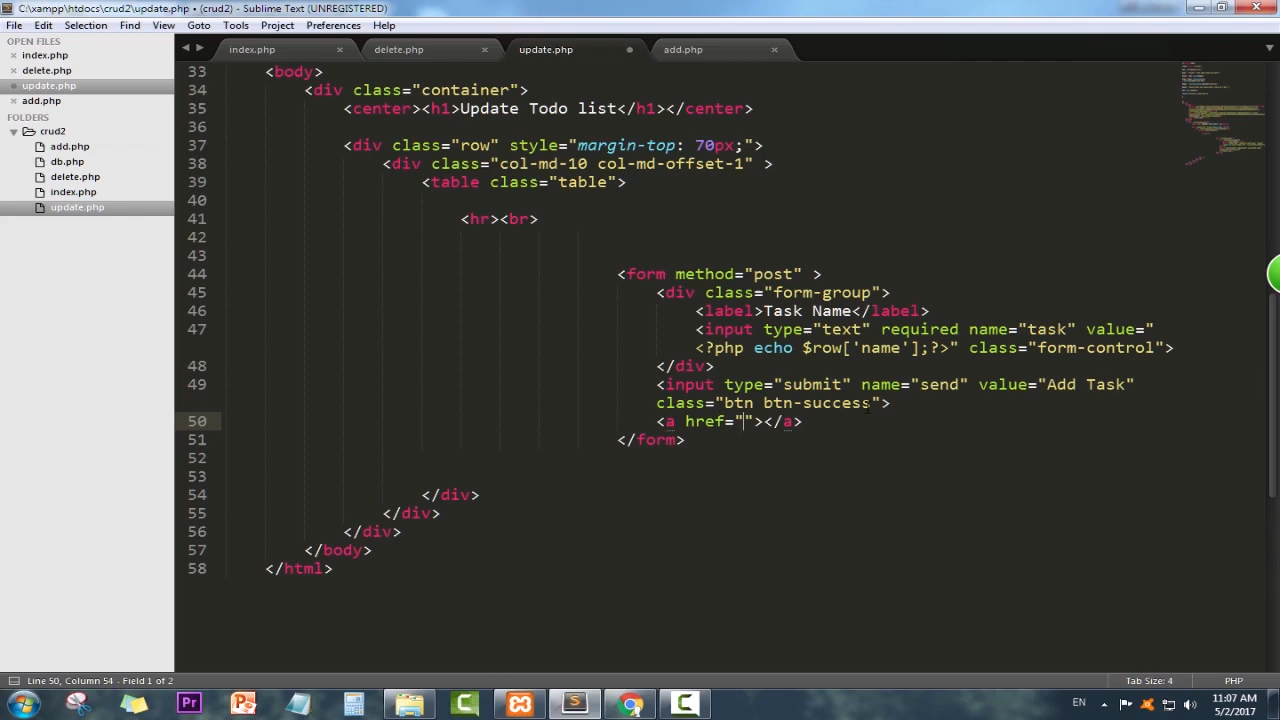 C:\xampp\htdocs\crud2\update.php • (crud2) - Sublime Text (UNREGISTERED)
File Edit Selection Find View Goto Tools Project Preferences Help
OPEN FILES
index.php
delete.php
update.php
add.php
FOLDERS
crud2
add.php
db.php
delete.php
index.php
update.php
index.php delete.php update.php add.php
33 <body>
34 <div class="container">
35 <center><h1>Update Todo list</h1></center>
36
37 <div class="row" style="margin-top: 70px;">
38 <div class="col-md-10 col-md-offset-1" >
39 <table class="table">
40
41 <hr><br>
42
43
44 <form method="post" >
45 <div class="form-group">
46 <label>Task Name</label>
47 <input type="text" required name="task" value="
<?php echo $row['name'];?>" class="form-control">
48 </div>
49 <input type="submit" name="send" value="Add Task"
class="btn btn-success">
50 <a href=""></a>
51 </form>
52
53
54 </div>
55 </div>
56 </div>
57 </body>
58 </html>
Line 50, Column 54 - Field 1 of 2
Tab Size: 4
PHP
Pr
EN
11:07 AM
5/2/2017